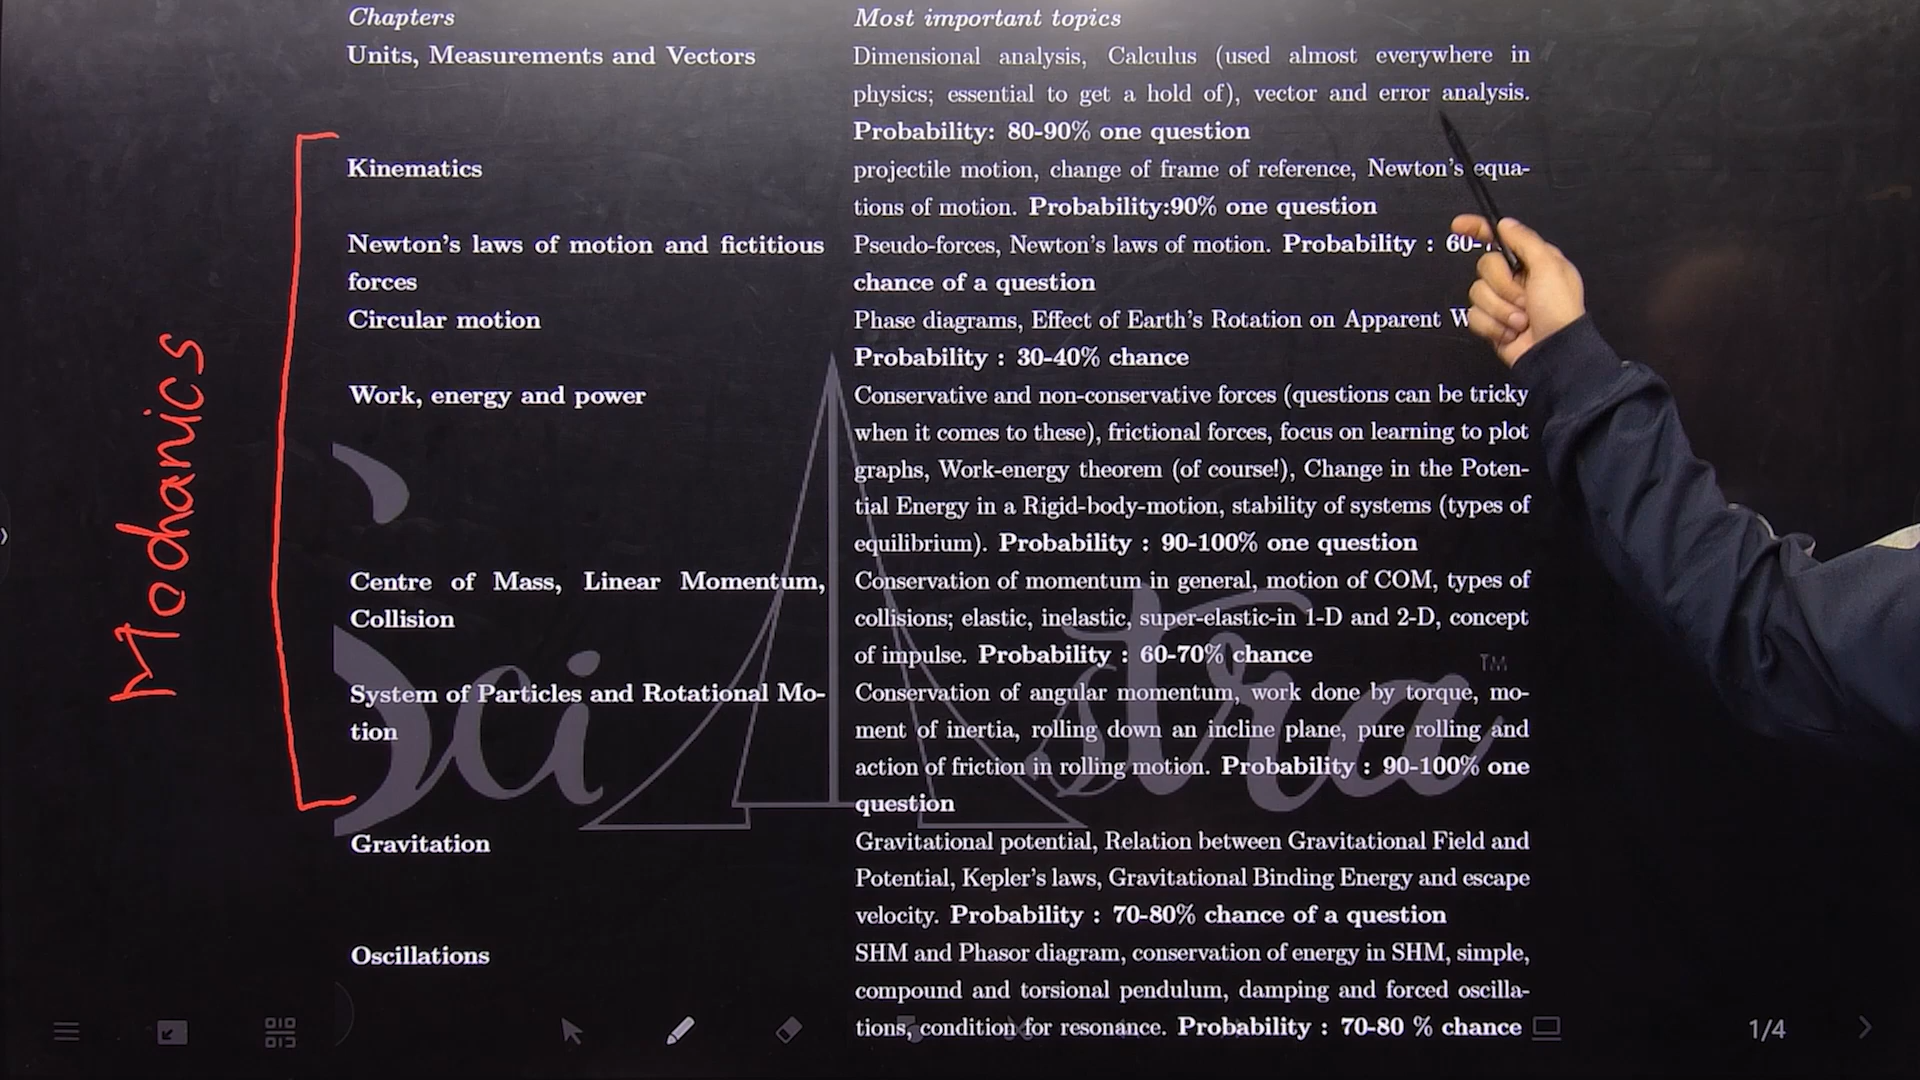 Chapters
Most important topics
Units, Measurements and Vectors
Dimensional analysis, Calculus (used almost everywhere in
physics; essential to get a hold of), vector and error analysis.
Probability: 80-90% one question
Kinematics
projectile motion, change of frame of reference, Newton's equa-
tions of motion. Probability:90% one question
Newton's laws of motion and fictitious
forces
Pseudo-forces, Newton's laws of motion. Probability : 60-
chance of a question
Circular motion
Phase diagrams, Effect of Earth's Rotation on Apparent
Probability : 30-40% chance
Work, energy and power
Conservative and non-conservative forces (questions can be tricky
when it comes to these), frictional forces, focus on learning to plot
graphs, Work-energy theorem (of course!), Change in the Poten-
tial Energy in a Rigid-body-motion, stability of systems (types of
equilibrium). Probability : 90-100% one question
Centre of Mass, Linear Momentum,
Collision
Conservation of momentum in general, motion of COM, types of
collisions; elastic, inelastic, super-elastic-in 1-D and 2-D, concept
of impulse. Probability : 60-70% chance
System of Particles and Rotational Mo-
tion
Conservation of angular momentum, work done by torque, mo-
ment of inertia, rolling down an incline plane, pure rolling and
action of friction in rolling motion. Probability : 90-100% one
question
Gravitation
Gravitational potential, Relation between Gravitational Field and
Potential, Kepler's laws, Gravitational Binding Energy and escape
velocity. Probability : 70-80% chance of a question
Oscillations
SHM and Phasor diagram, conservation of energy in SHM, simple,
compound and torsional pendulum, damping and forced oscilla-
tions, condition for resonance. Probability : 70-80 % chance
Mechanics
Sci Astra TM
1/4